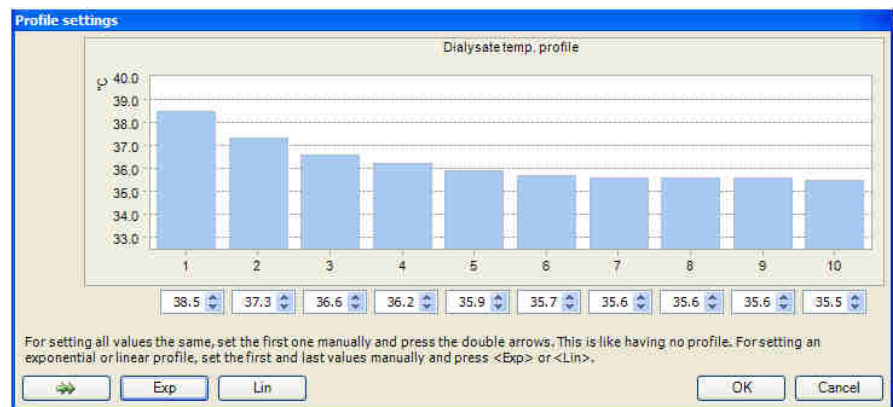 Profile settings
Dialysate temp. profile
°C
40.0
39.0
38.0
37.0
36.0
35.0
34.0
33.0
1 2 3 4 5 6 7 8 9 10
38.5 37.3 36.6 36.2 35.9 35.7 35.6 35.6 35.6 35.5
For setting all values the same, set the first one manually and press the double arrows. This is like having no profile. For setting an
exponential or linear profile, set the first and last values manually and press <Exp> or <Lin>.
Exp Lin OK Cancel